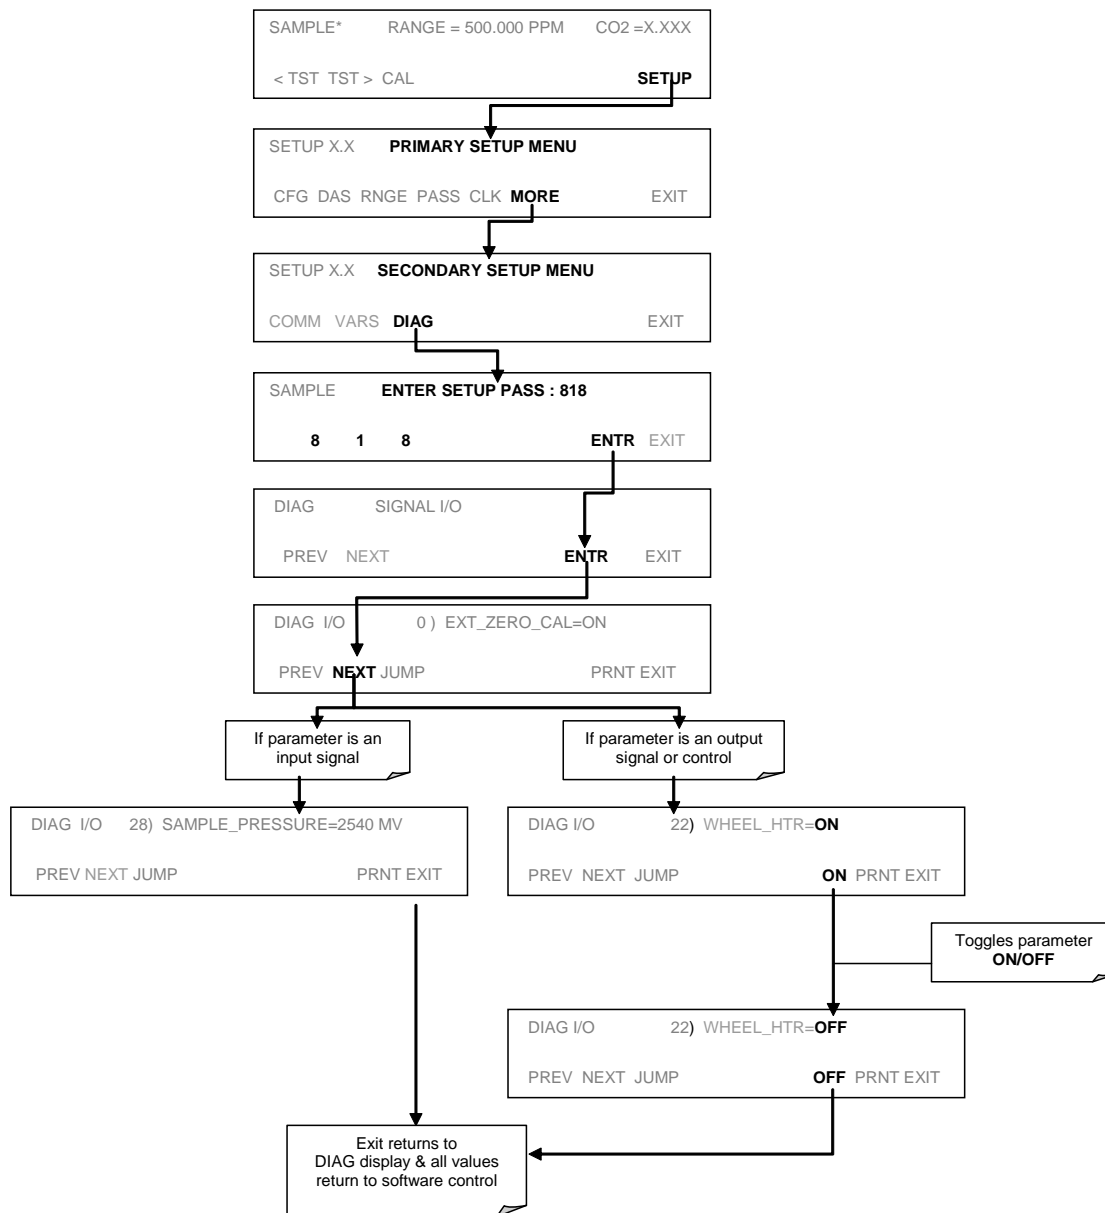 SAMPLE* RANGE = 500.000 PPM CO2 =X.XXX
< TST TST > CAL SETUP
SETUP X.X PRIMARY SETUP MENU
CFG DAS RNGE PASS CLK MORE EXIT
SETUP X.X SECONDARY SETUP MENU
COMM VARS DIAG EXIT
SAMPLE ENTER SETUP PASS : 818
8 1 8 ENTR EXIT
DIAG SIGNAL I/O
PREV NEXT ENTR EXIT
DIAG I/O 0 ) EXT_ZERO_CAL=ON
PREV NEXT JUMP PRNT EXIT
If parameter is an
input signal
If parameter is an output
signal or control
DIAG I/O 28) SAMPLE_PRESSURE=2540 MV
PREV NEXT JUMP PRNT EXIT
DIAG I/O 22) WHEEL_HTR=ON
PREV NEXT JUMP ON PRNT EXIT
Toggles parameter
ON/OFF
DIAG I/O 22) WHEEL_HTR=OFF
PREV NEXT JUMP OFF PRNT EXIT
Exit returns to
DIAG display & all values
return to software control